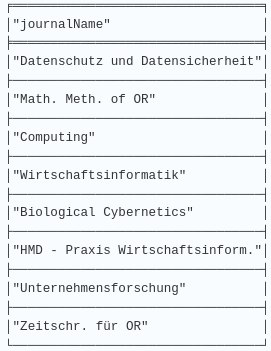 "journalName"
"Datenschutz und Datensicherheit"
"Math. Meth. of OR"
"Computing"
"Wirtschaftsinformatik"
"Biological Cybernetics"
"HMD - Praxis Wirtschaftsinform."
"Unternehmensforschung"
"Zeitschr. für OR"